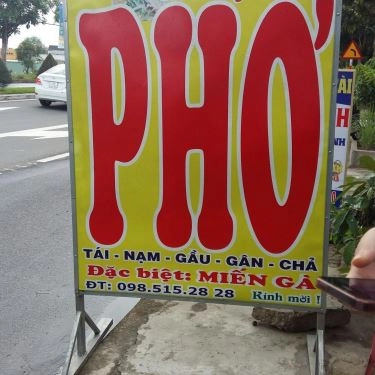 PHỞ
TÁI - NẠM - GẦU - GÂN - CHẢ
Đặc biệt: MIẾN GÀ
ĐT: 098.515.28 28 Kính mời !